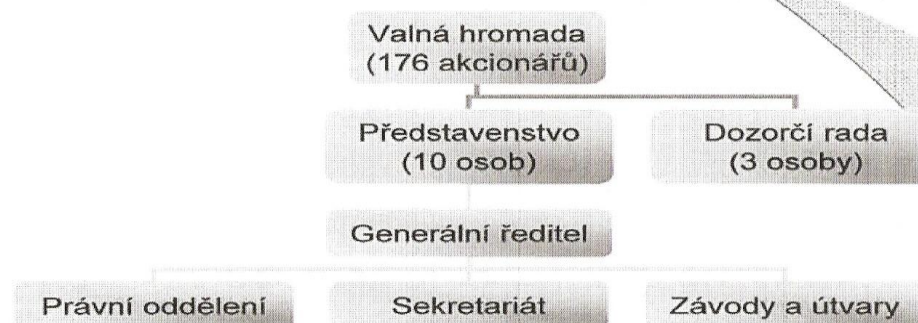 Valná hromada
(176 akcionářů)
Představenstvo
(10 osob)
Dozorčí rada
(3 osoby)
Generální ředitel
Právní oddělení
Sekretariát
Závody a útvary